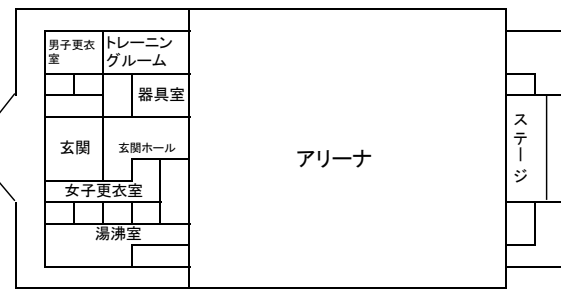 男子更衣
室
トレーニン
グルーム
器具室
玄関
玄関ホール
アリーナ
ステージ
女子更衣室
湯沸室